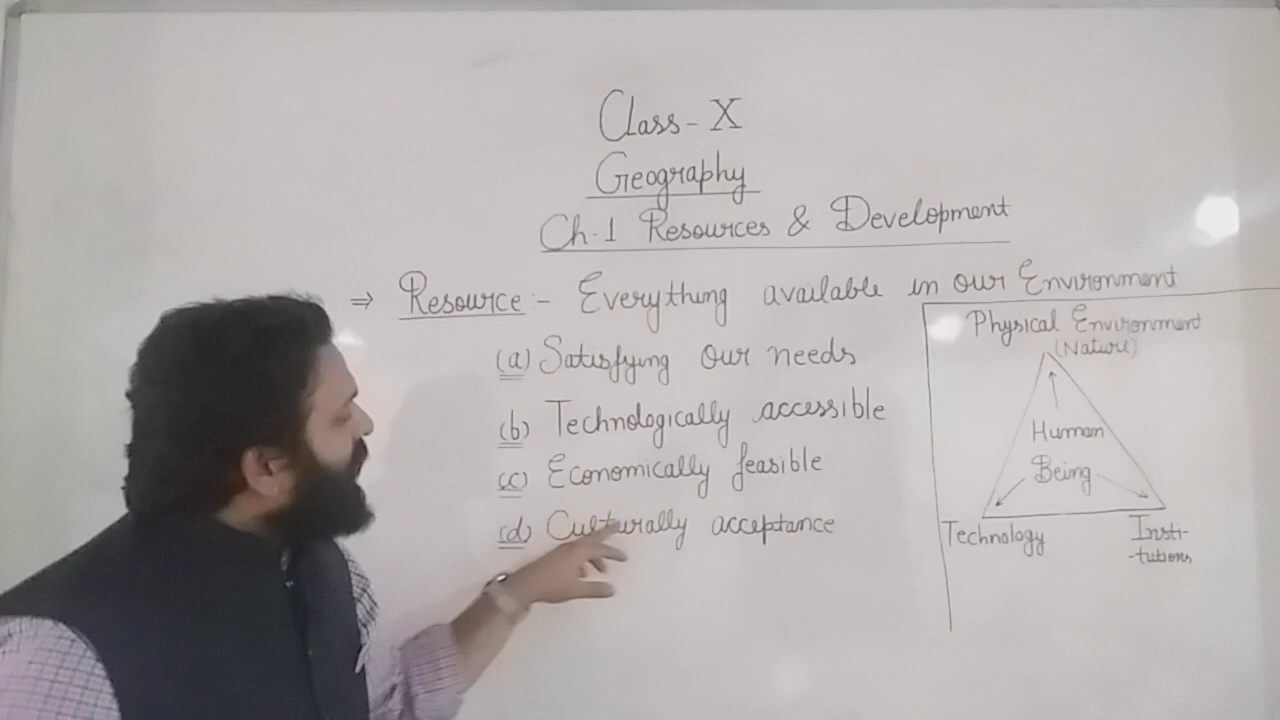 Class - X
Geography
Ch.1 Resources & Development
⇒ Resource :- Everything available in our Environment
(a) Satisfying our needs
(b) Technologically accessible
(c) Economically feasible
(d) Culturally acceptance
Physical Environment
(Nature)
Human
Being
Technology
Insti-
-tutions